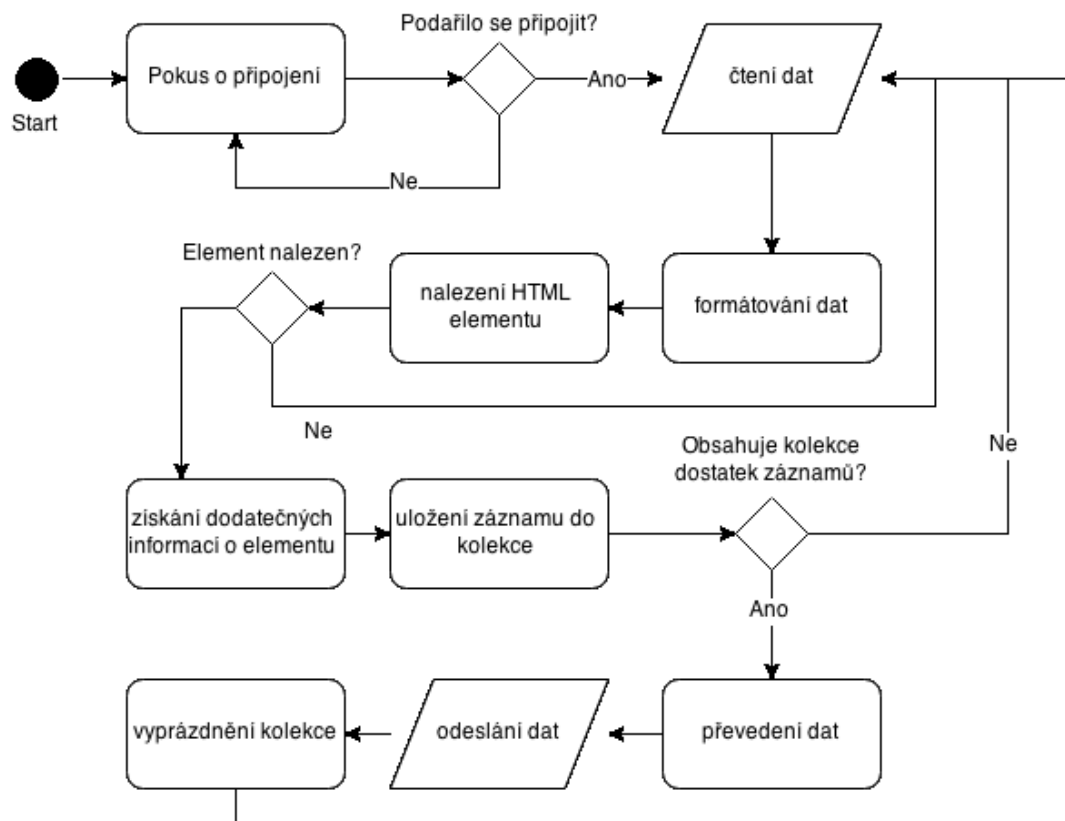 Podařilo se připojit?
Start
Pokus o připojení
Ano
čtení dat
Ne
Element nalezen?
nalezení HTML
elementu
formátování dat
Ne
Obsahuje kolekce
dostatek záznamů?
Ne
získání dodatečných
informací o elementu
uložení záznamu do
kolekce
Ano
vyprázdnění kolekce
odeslání dat
převedení dat